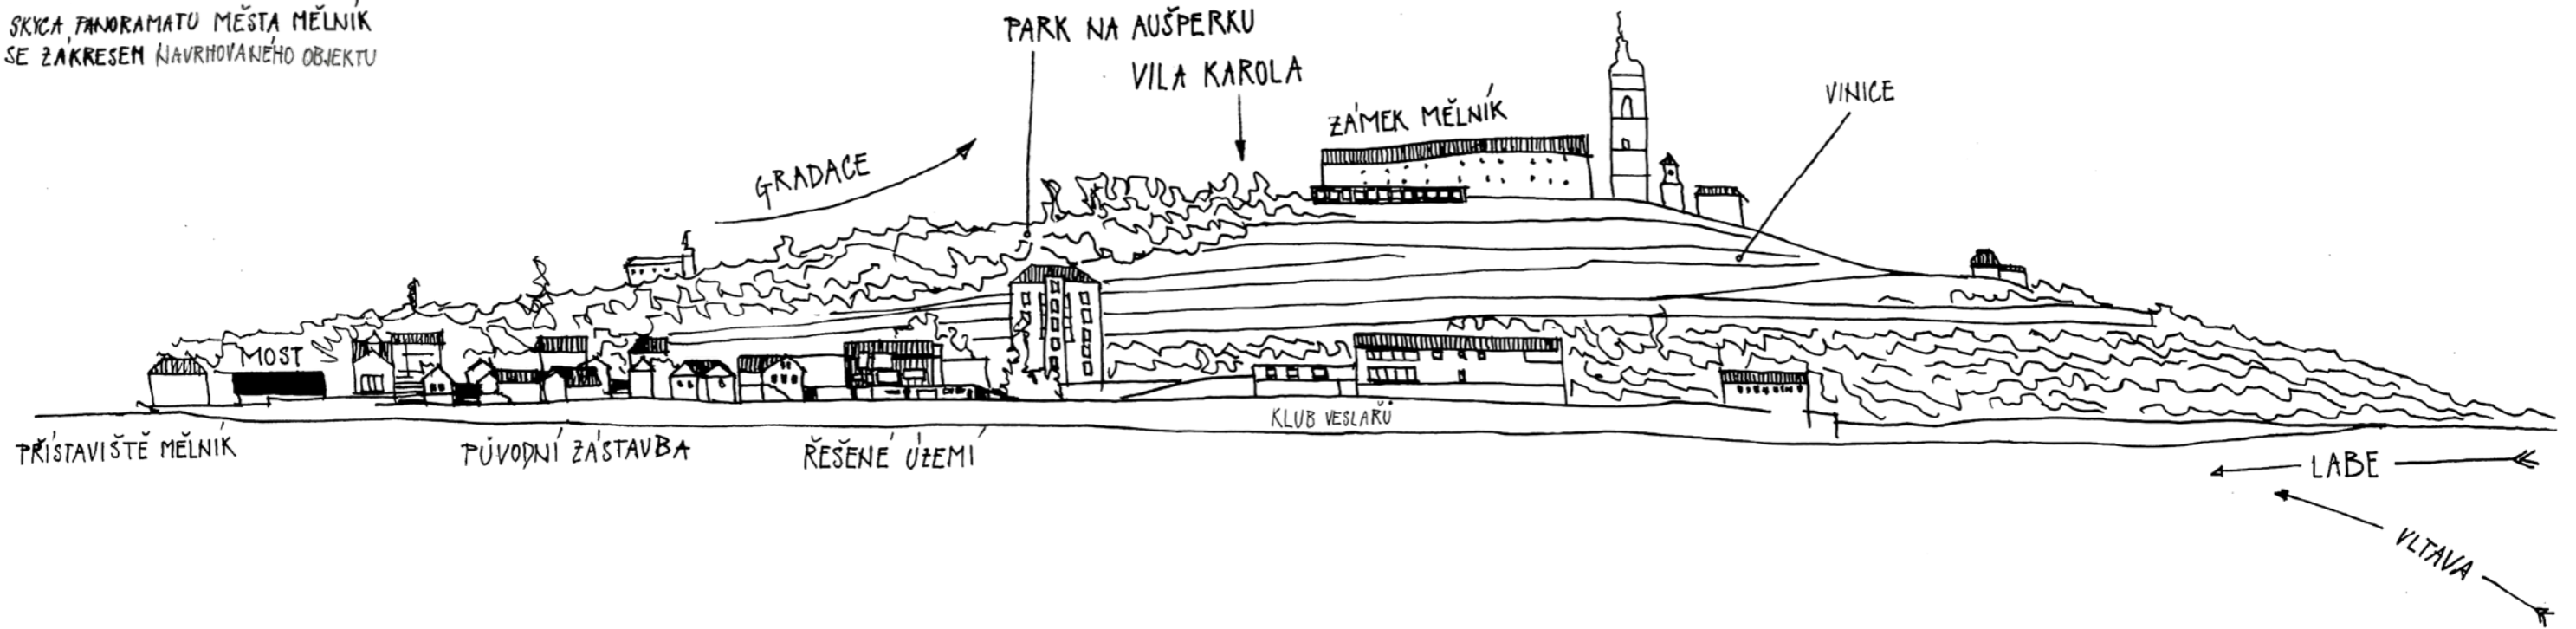 SKICA PANORAMATU MĚSTA MĚLNÍK
SE ZÁKRESEM NAVRHOVANÉHO OBJEKTU
PARK NA AUŠPERKU
VILA KAROLA
ZÁMEK MĚLNÍK
VINICE
GRADACE
MOST
KLUB VESLAŘŮ
PŘÍSTAVIŠTĚ MĚLNÍK
PŮVODNÍ ZÁSTAVBA
ŘEŠENÉ ÚZEMÍ
LABE
VLTAVA